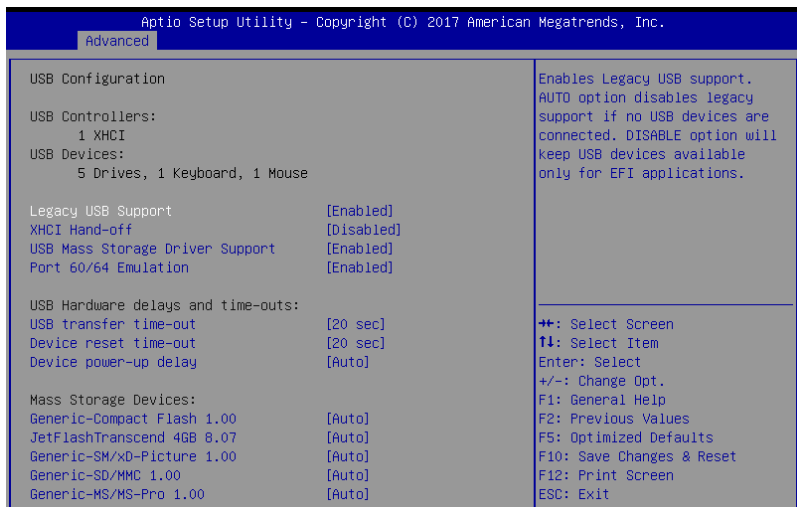 Aptio Setup Utility – Copyright (C) 2017 American Megatrends, Inc.
Advanced
USB Configuration
USB Controllers:
1 XHCI
USB Devices:
5 Drives, 1 Keyboard, 1 Mouse
Legacy USB Support [Enabled]
XHCI Hand-off [Disabled]
USB Mass Storage Driver Support [Enabled]
Port 60/64 Emulation [Enabled]
USB Hardware delays and time-outs:
USB transfer time-out [20 sec]
Device reset time-out [20 sec]
Device power-up delay [Auto]
Mass Storage Devices:
Generic-Compact Flash 1.00 [Auto]
JetFlashTranscend 4GB 8.07 [Auto]
Generic-SM/xD-Picture 1.00 [Auto]
Generic-SD/MMC 1.00 [Auto]
Generic-MS/MS-Pro 1.00 [Auto]
Enables Legacy USB support.
AUTO option disables legacy
support if no USB devices are
connected. DISABLE option will
keep USB devices available
only for EFI applications.
→←: Select Screen
↑↓: Select Item
Enter: Select
+/-: Change Opt.
F1: General Help
F2: Previous Values
F5: Optimized Defaults
F10: Save Changes & Reset
F12: Print Screen
ESC: Exit